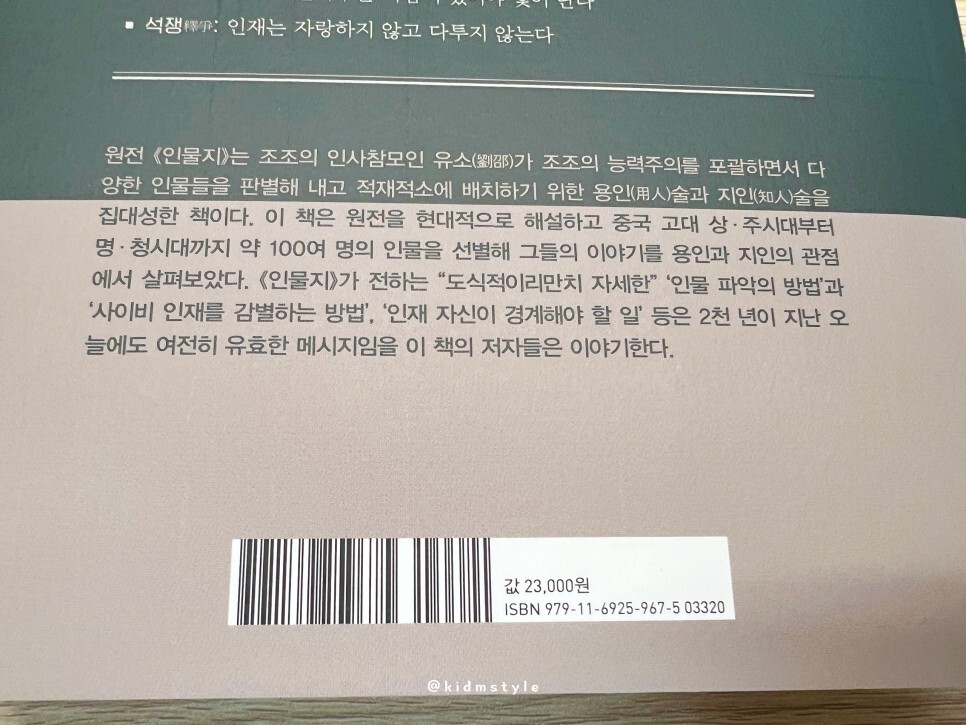 ▪ 석쟁釋爭: 인재는 자랑하지 않고 다투지 않는다
원전 《인물지》는 조조의 인사참모인 유소(劉邵)가 조조의 능력주의를 포괄하면서 다
양한 인물들을 판별해 내고 적재적소에 배치하기 위한 용인(用人)술과 지인(知人)술을
집대성한 책이다. 이 책은 원전을 현대적으로 해설하고 중국 고대 상·주시대부터
명·청시대까지 약 100여 명의 인물을 선별해 그들의 이야기를 용인과 지인의 관점
에서 살펴보았다. 《인물지》가 전하는 “도식적이리만치 자세한” ‘인물 파악의 방법’과
‘사이비 인재를 감별하는 방법’, ‘인재 자신이 경계해야 할 일’ 등은 2천 년이 지난 오
늘에도 여전히 유효한 메시지임을 이 책의 저자들은 이야기한다.
값 23,000원
ISBN 979-11-6925-967-5 03320
@kidmstyle